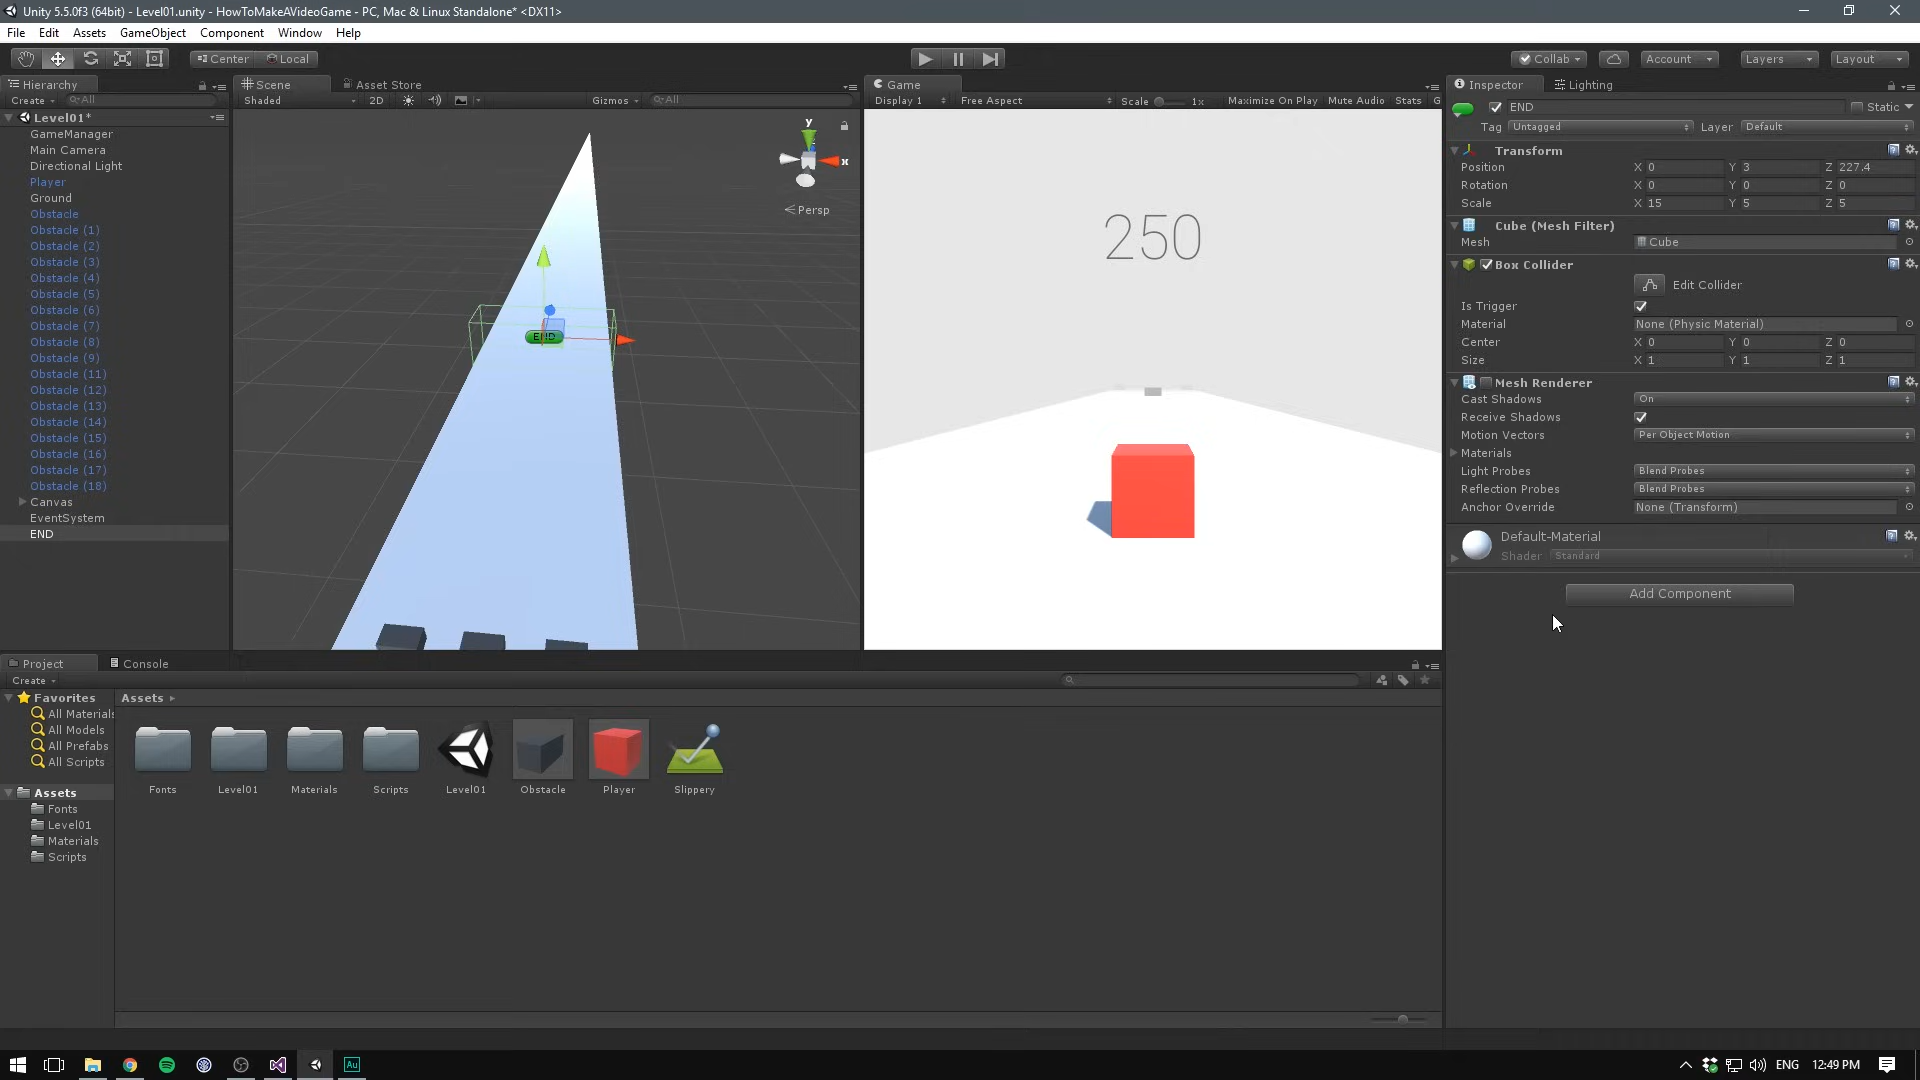 Unity 5.5.0f3 (64bit) - Level01.unity - HowToMakeAVideoGame - PC, Mac & Linux Standalone* <DX11>
File Edit Assets GameObject Component Window Help
Center Local
Collab Account Layers Layout
Hierarchy
Create All
Level01*
GameManager
Main Camera
Directional Light
Player
Ground
Obstacle
Obstacle (1)
Obstacle (2)
Obstacle (3)
Obstacle (4)
Obstacle (5)
Obstacle (6)
Obstacle (7)
Obstacle (8)
Obstacle (9)
Obstacle (11)
Obstacle (12)
Obstacle (13)
Obstacle (14)
Obstacle (15)
Obstacle (16)
Obstacle (17)
Obstacle (18)
Canvas
EventSystem
END
Scene Asset Store
Shaded 2D Gizmos All
y
x
Persp
END
Game
Display 1 Free Aspect Scale 1x Maximize On Play Mute Audio Stats G
250
Inspector Lighting
END Static
Tag Untagged Layer Default
Transform
Position X 0 Y 3 Z 227.4
Rotation X 0 Y 0 Z 0
Scale X 15 Y 5 Z 5
Cube (Mesh Filter)
Mesh Cube
Box Collider
Edit Collider
Is Trigger
Material None (Physic Material)
Center X 0 Y 0 Z 0
Size X 1 Y 1 Z 1
Mesh Renderer
Cast Shadows On
Receive Shadows
Motion Vectors Per Object Motion
Materials
Light Probes Blend Probes
Reflection Probes Blend Probes
Anchor Override None (Transform)
Default-Material
Shader Standard
Add Component
Project Console
Create
Favorites
All Materials
All Models
All Prefabs
All Scripts
Assets
Fonts
Level01
Materials
Scripts
Assets
Fonts Level01 Materials Scripts Level01 Obstacle Player Slippery
Au
ENG 12:49 PM